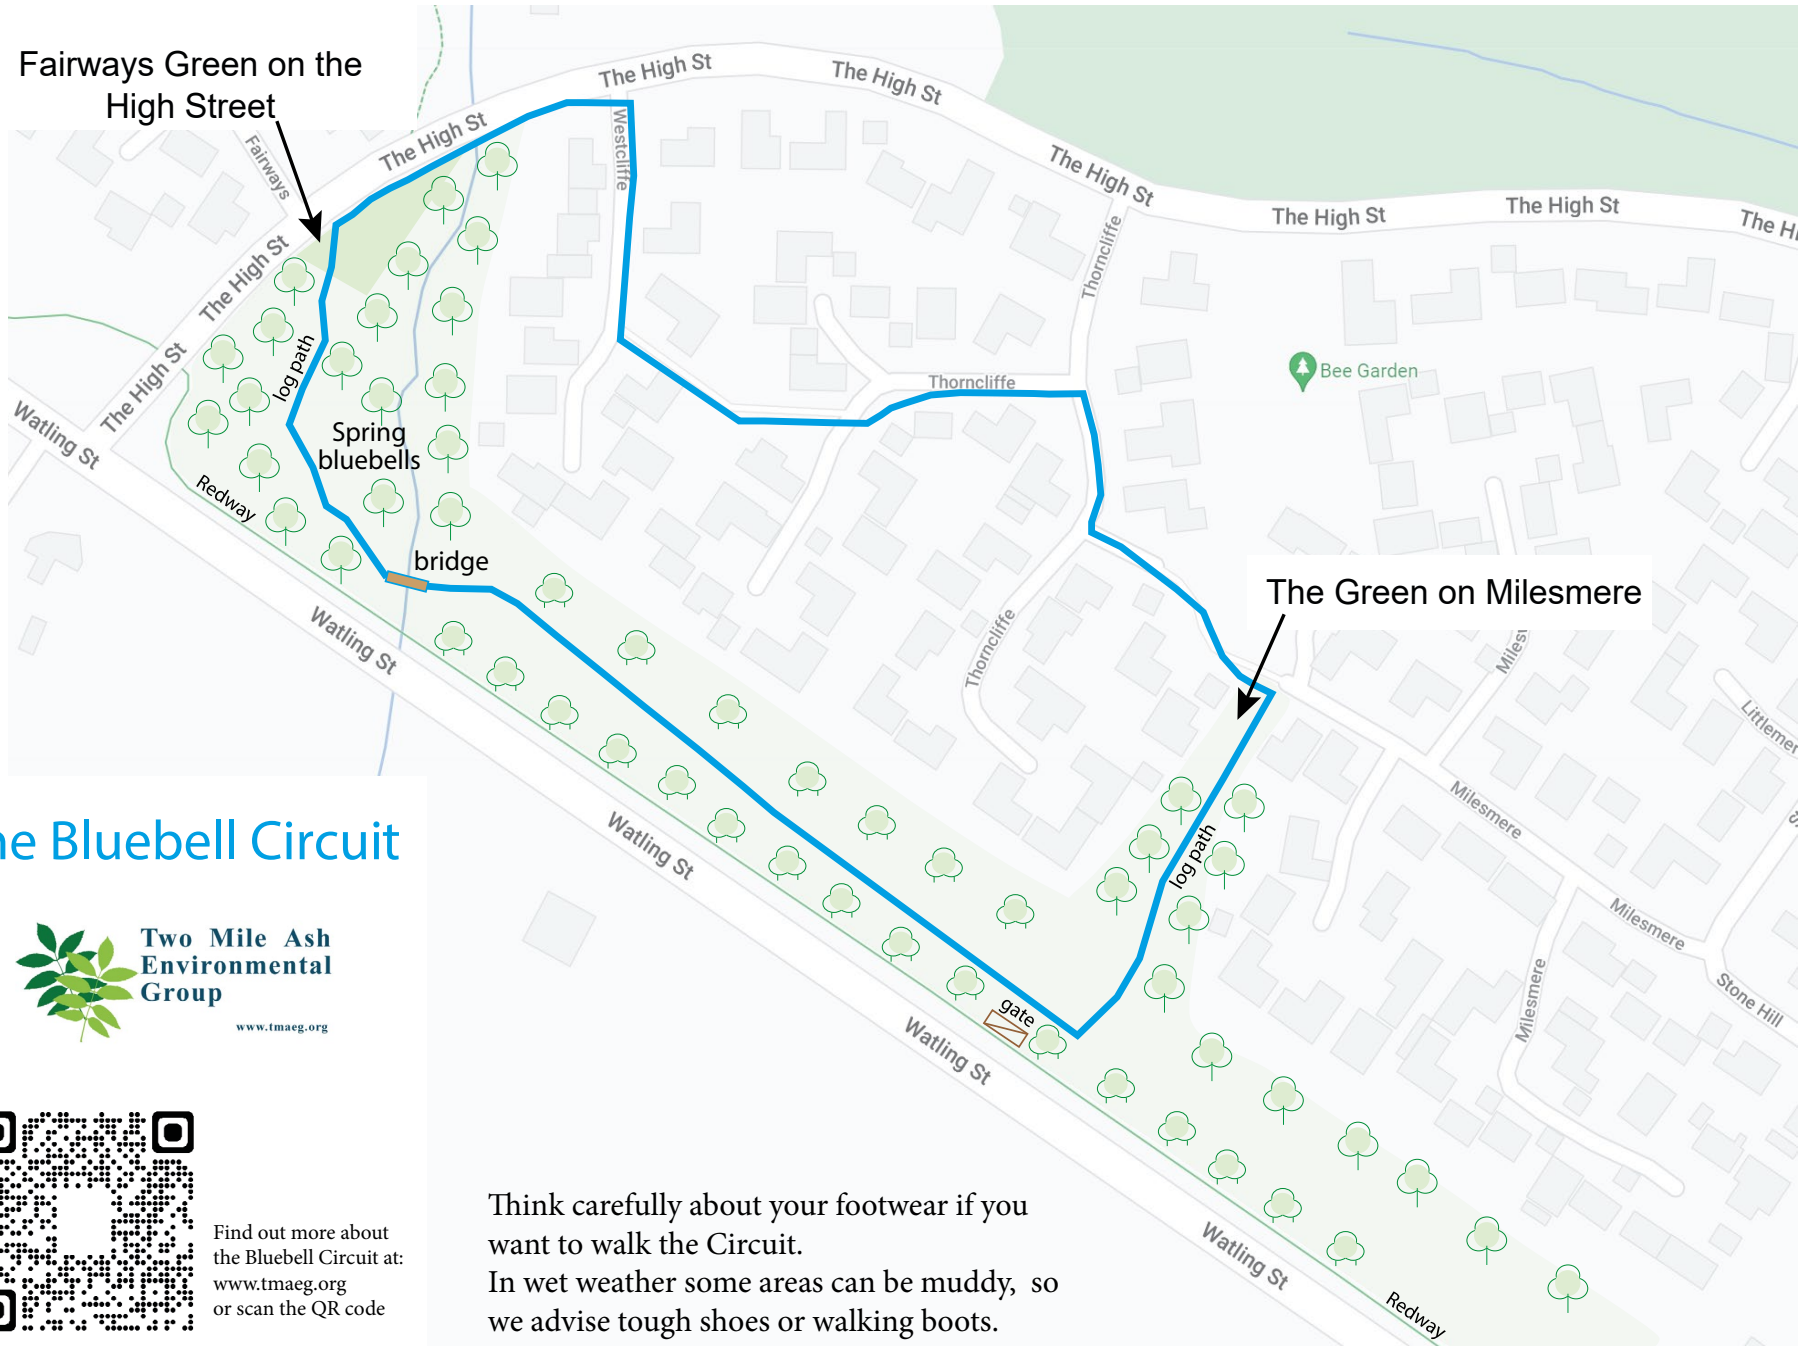 Fairways Green on the
High Street
The High St
The High St
The High St
The High St
The High St
The High St
The High St
The High St
The High St
Fairways
Westcliffe
Thorncliffe
Thorncliffe
Thorncliffe
Bee Garden
log path
Spring
bluebells
Redway
bridge
Watling St
Watling St
Watling St
Watling St
Watling St
The Green on Milesmere
Milesmere
Milesmere
Milesmere
Stone Hill
log path
gate
Redway
Bluebell Circuit
Two Mile Ash
Environmental
Group
www.tmaeg.org
Find out more about
the Bluebell Circuit at:
www.tmaeg.org
or scan the QR code
Think carefully about your footwear if you
want to walk the Circuit.
In wet weather some areas can be muddy, so
we advise tough shoes or walking boots.